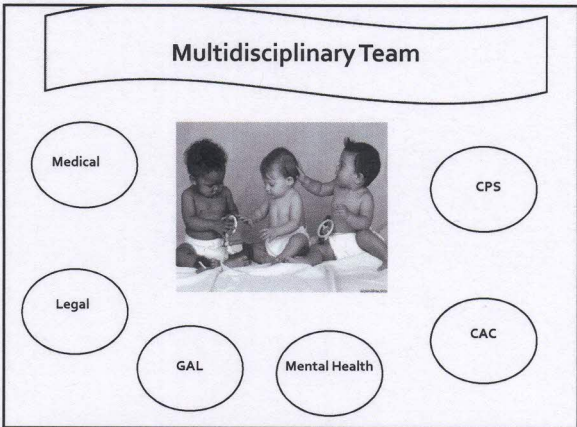 Multidisciplinary Team
Medical
CPS
Legal
CAC
GAL
Mental Health